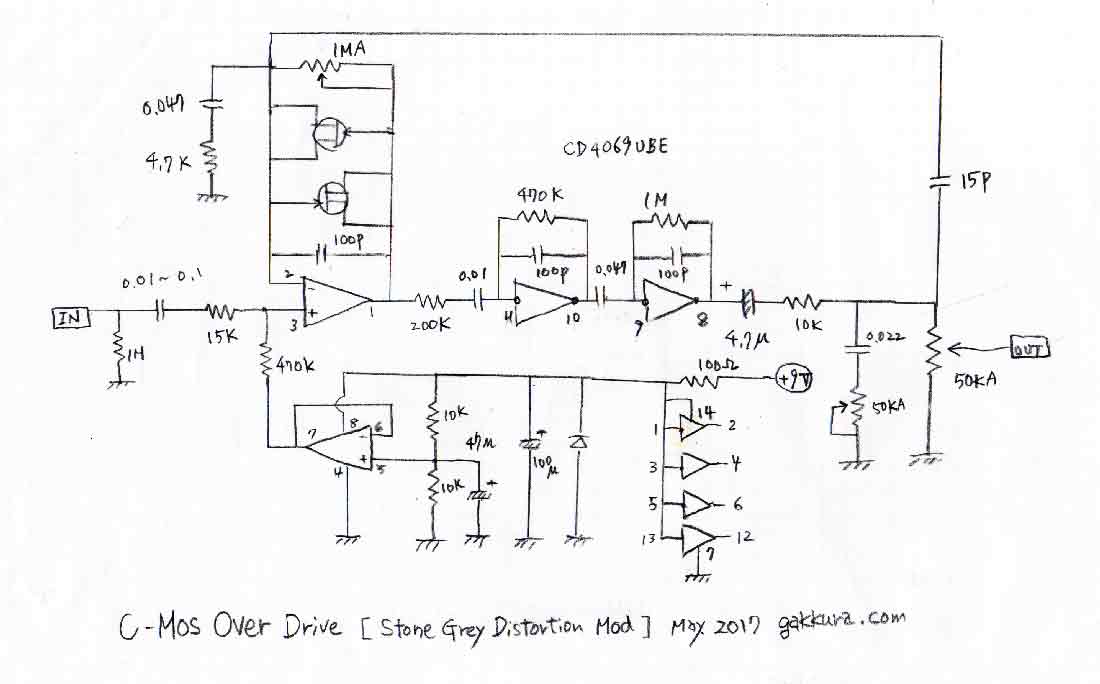 1MA
0.047
4.7K
CD4069UBE
15P
470K
1M
100P
0.01~0.1
2
-
0.01
100P
0.047
100P
+
IN
+
3
1
11
10
9
8
15K
200K
4.7μ
10K
0.022
OUT
1M
470K
100Ω
+9V
50KA
50KA
10K
14
7
8
6
-
47μ
+
1
2
+
5
100μ
4
10K
+
3
4
5
6
13
12
7
C-Mos Over Drive [Stone Grey Distortion Mod] May 2017 gakkura.com